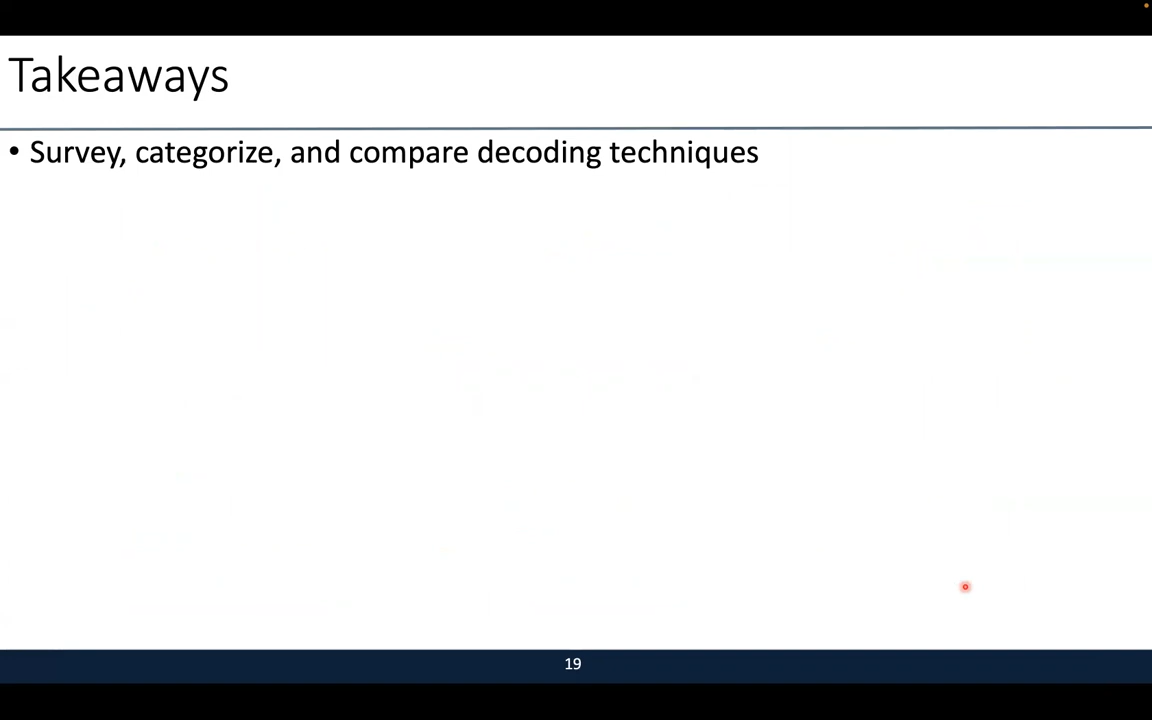 Takeaways
• Survey, categorize, and compare decoding techniques
19